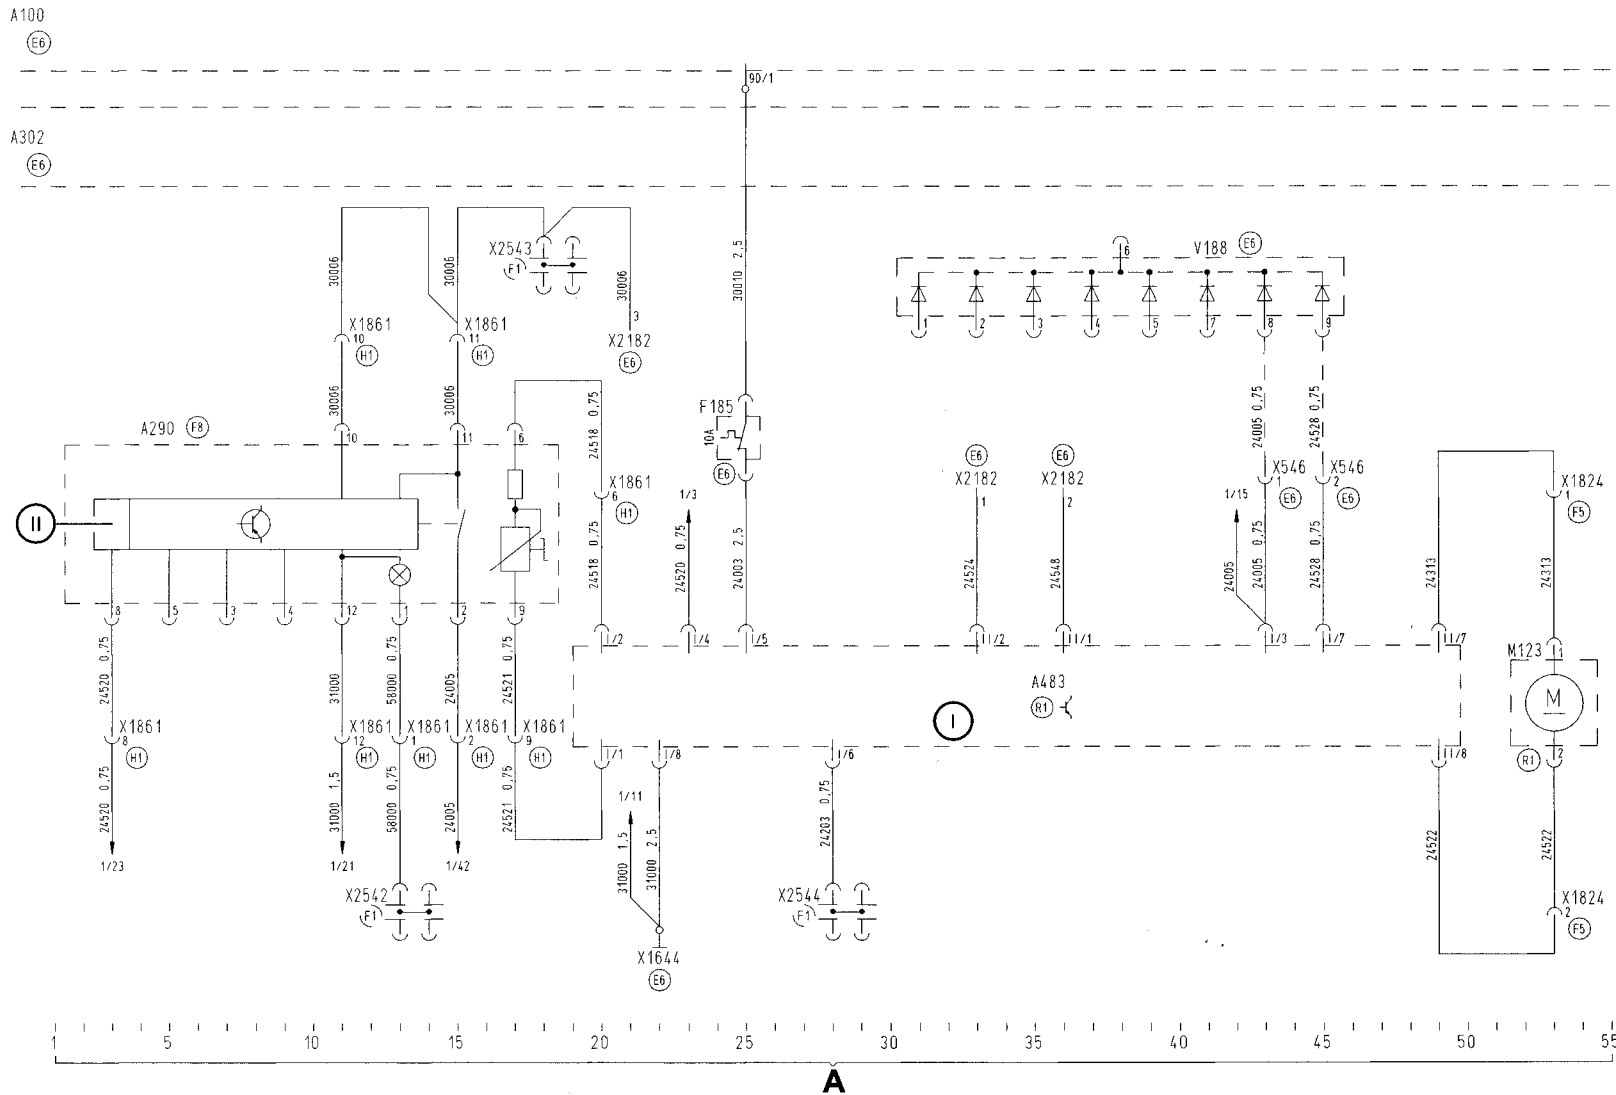 A100
E6
90/1
A302
E6
30006
30006
X2543
F1
30006
3
X2182
E6
30010 2,5
V188 E6
6
1 2 3 4 5 7 8 9
X1861
10
H1
X1861
11
H1
30006
30006
A290 F8
10 11 6
24518 0,75
X1861
6
H1
24518 0,75
F185
10A
E6
1/3
24520 0,75
24003 2,5
E6
X2182
1
E6
X2182
2
24524
24548
24005 0,75
24528 0,75
X546
1
E6
X546
2
E6
1/15
24005
24005 0,75
24528 0,75
24313
X1824
1
F5
24313
II
8 5 3 4 12 1 2 9
I/2 I/4 I/5 II/2 II/1 I/3 I/7 II/7
24520 0,75
31000
58000 0,75
24005
24521 0,75
A483
R1
I
M123
1
M
2
R1
X1861
8
H1
X1861
12
H1
X1861
1
H1
X1861
2
H1
X1861
9
H1
I/1 I/8 I/6 II/8
24520 0,75
31000 1,5
58000 0,75
24005
24521 0,75
1/11
31000 1,5
31000 2,5
24203 0,75
24522
24522
1/23
1/21
1/42
X2542
F1
X2544
F1
X1824
2
F5
X1644
E6
1 5 10 15 20 25 30 35 40 45 50 55
A